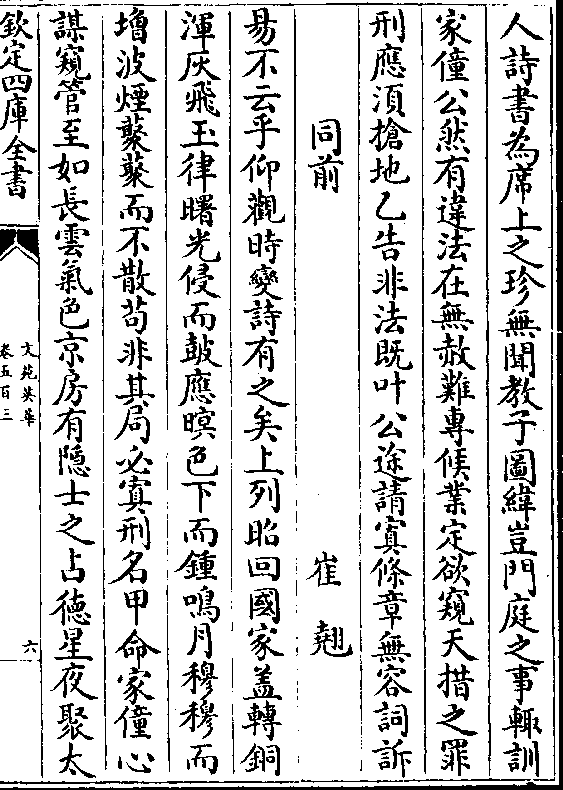 人詩書為席上之珍無聞教子圖緯豈門庭之事輙訓
家僮公然有違法在無赦難專候業定欲窺天措之罪
刑應湏搶地乙告非法既叶公途請寘條章無容詞訴
同前 崔翹
昜不云乎仰觀時變詩有之矣上列昭回國家盖轉銅
渾灰飛玉律曙光侵而鼓應暝色下而鍾鳴月穆穆而
増波煙藂藂而不散苟非其局必寘刑名甲命家僮心
謀窺管至如長雲氣色京房有隱士之占徳星夜聚太
欽定四庫全書
文苑英華
卷五百三
六